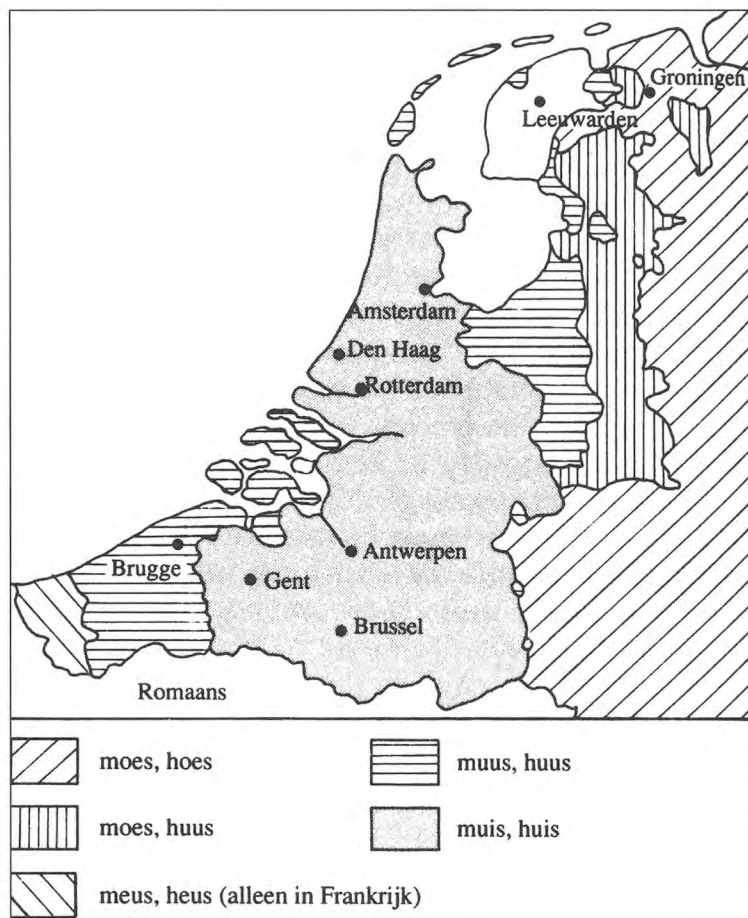 Groningen
Leeuwarden
Amsterdam
Den Haag
Rotterdam
Antwerpen
Brugge
Gent
Brussel
Romaans
moes, hoes
muus, huus
moes, huus
muis, huis
meus, heus (alleen in Frankrijk)